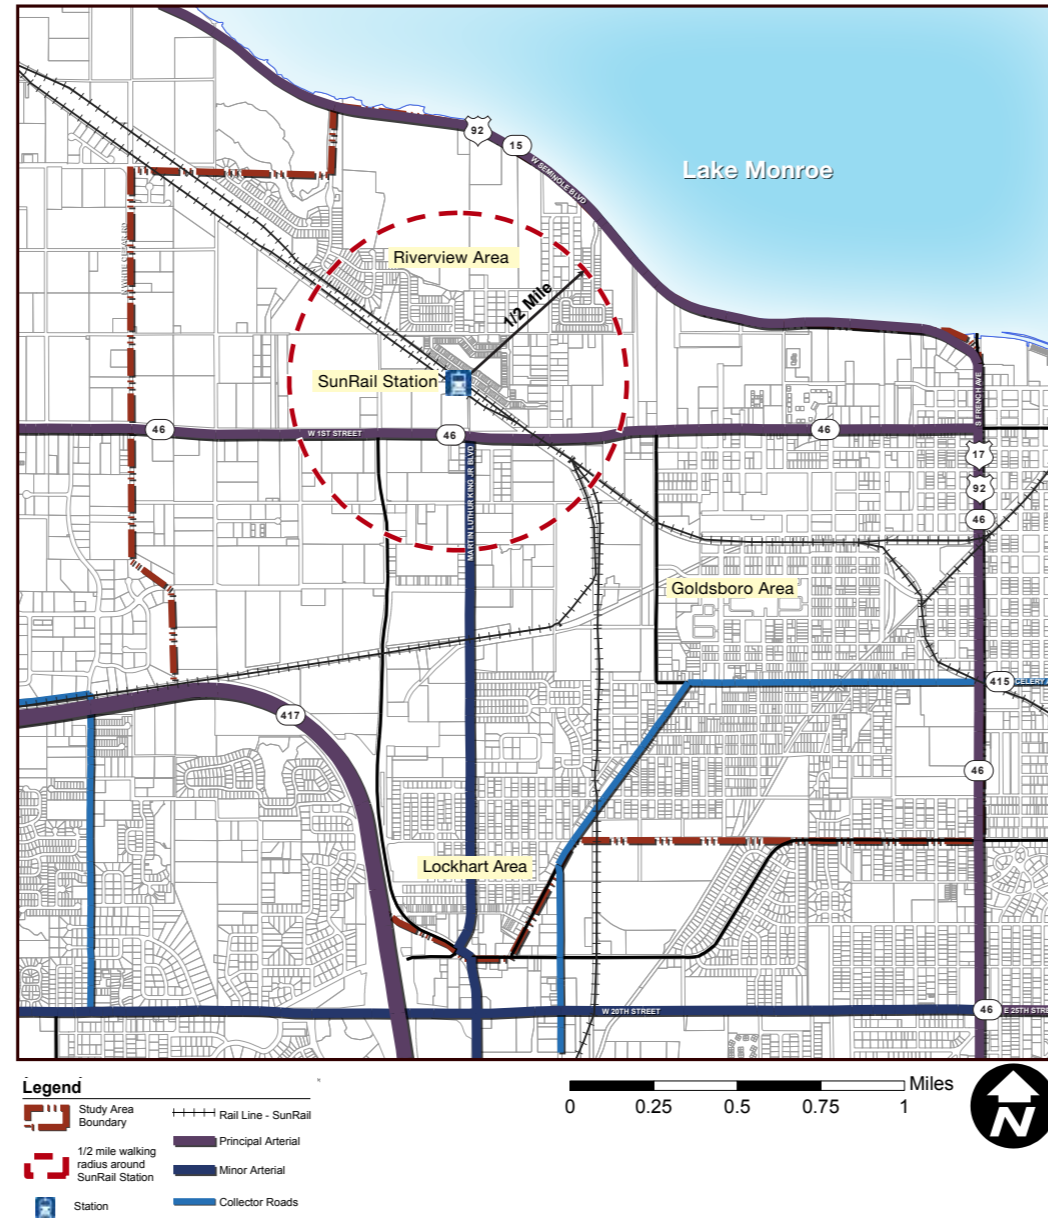 92
15
W SEMINOLE BLVD
Lake Monroe
Riverview Area
1/2 Mile
SunRail Station
S FRENCH AVE
46
W 1ST STREET
46
46
17
92
46
MARTIN LUTHUR KING JR BLVD
Goldsboro Area
415
CELERY A
417
46
Lockhart Area
W 20TH STREET
46
E 25TH STRE
Legend
Study Area
Boundary
1/2 mile walking
radius around
SunRail Station
Station
Rail Line - SunRail
Principal Arterial
Minor Arterial
Collector Roads
Miles
0 0.25 0.5 0.75 1
N